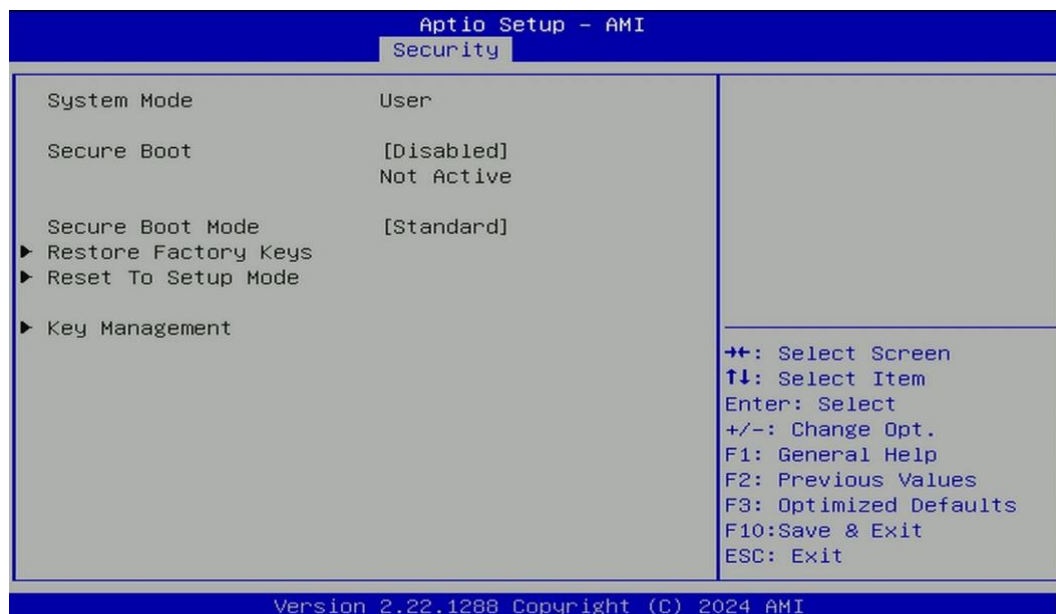 Aptio Setup – AMI
Security
System Mode User
Secure Boot [Disabled]
Not Active
Secure Boot Mode [Standard]
▶ Restore Factory Keys
▶ Reset To Setup Mode
▶ Key Management
→←: Select Screen
↑↓: Select Item
Enter: Select
+/-: Change Opt.
F1: General Help
F2: Previous Values
F3: Optimized Defaults
F10:Save & Exit
ESC: Exit
Version 2.22.1288 Copyright (C) 2024 AMI